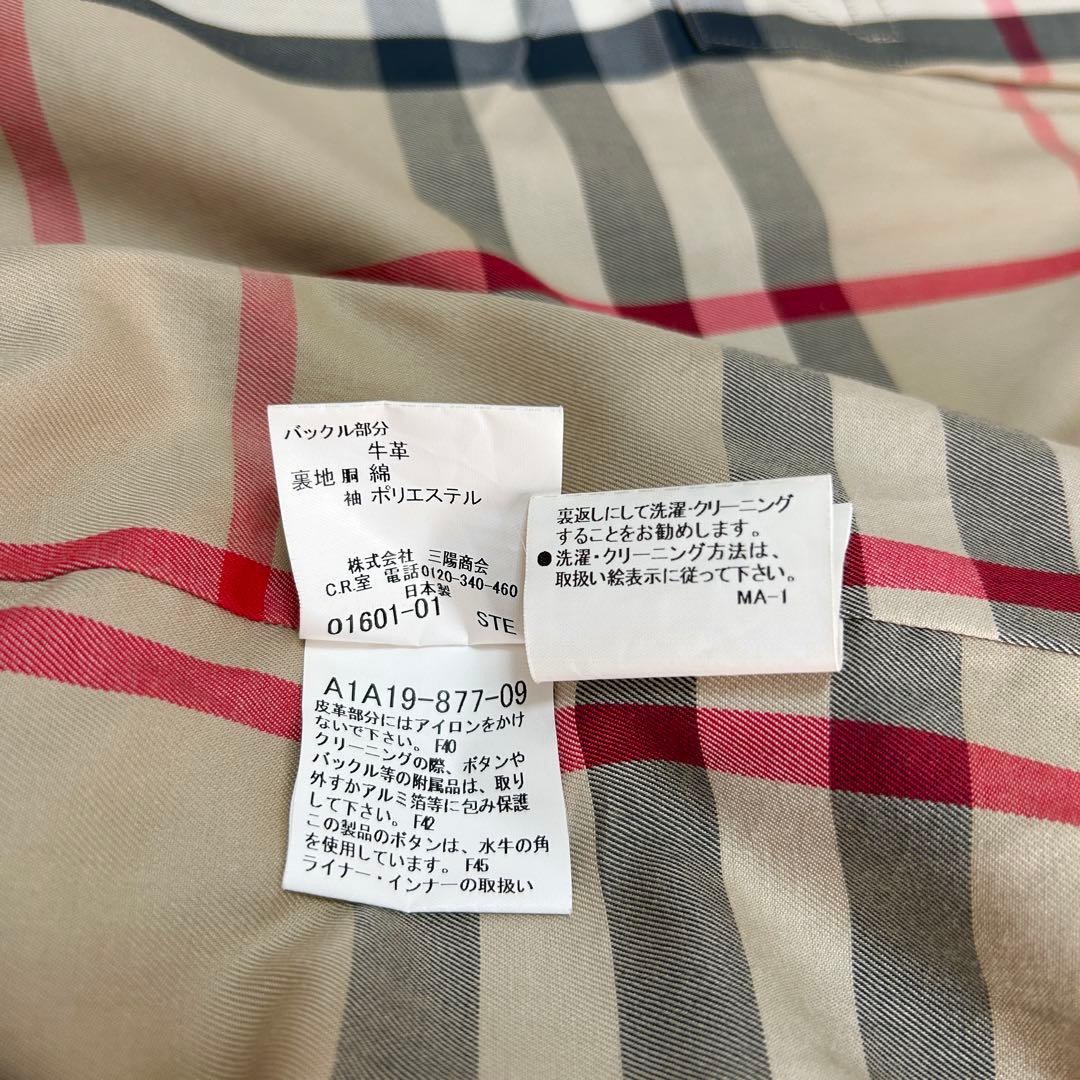 バックル部分
牛革
裏地 胴 綿
袖 ポリエステル
株式会社 三陽商会
C.R.室 電話0120-340-460
日本製
01601-01 STE
A1A19-877-09
皮革部分にはアイロンをかけ
ないで下さい。 F40
クリーニングの際、ボタンや
バックル等の附属品は、取り
外すかアルミ箔等に包み保護
して下さい。 F42
この製品のボタンは、水牛の角
を使用しています。 F45
ライナー・インナーの取扱い
裏返しにして洗濯・クリーニング
することをお勧めします。
●洗濯・クリーニング方法は、
取扱い絵表示に従って下さい。
MA-1